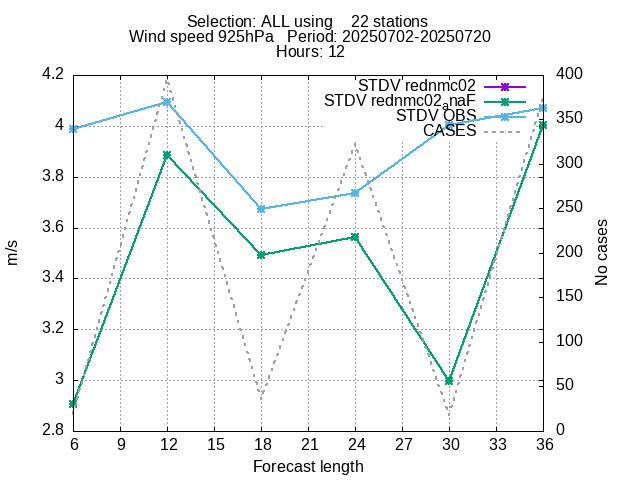 Selection: ALL using    22 stations
Wind speed 925hPa   Period: 20250702-20250720
Hours: 12
STDV rednmc02
STDV rednmc02anaF
STDV OBS
CASES
4.2
4
3.8
3.6
3.4
3.2
3
2.8
m/s
400
350
300
250
200
150
100
50
0
No cases
6 9 12 15 18 21 24 27 30 33 36
Forecast length